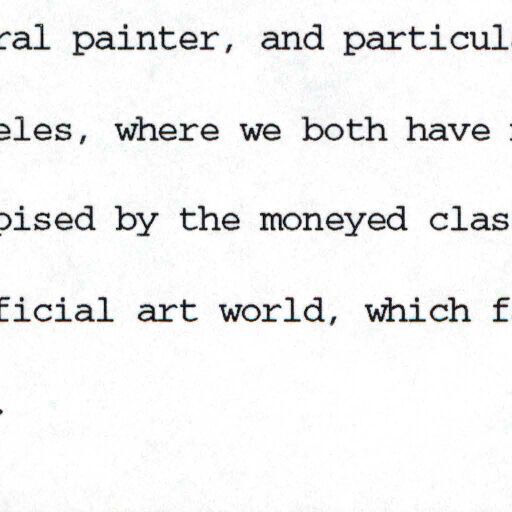 ral painter, and particul
eles, where we both have
pised by the moneyed clas
ficial art world, which f
.